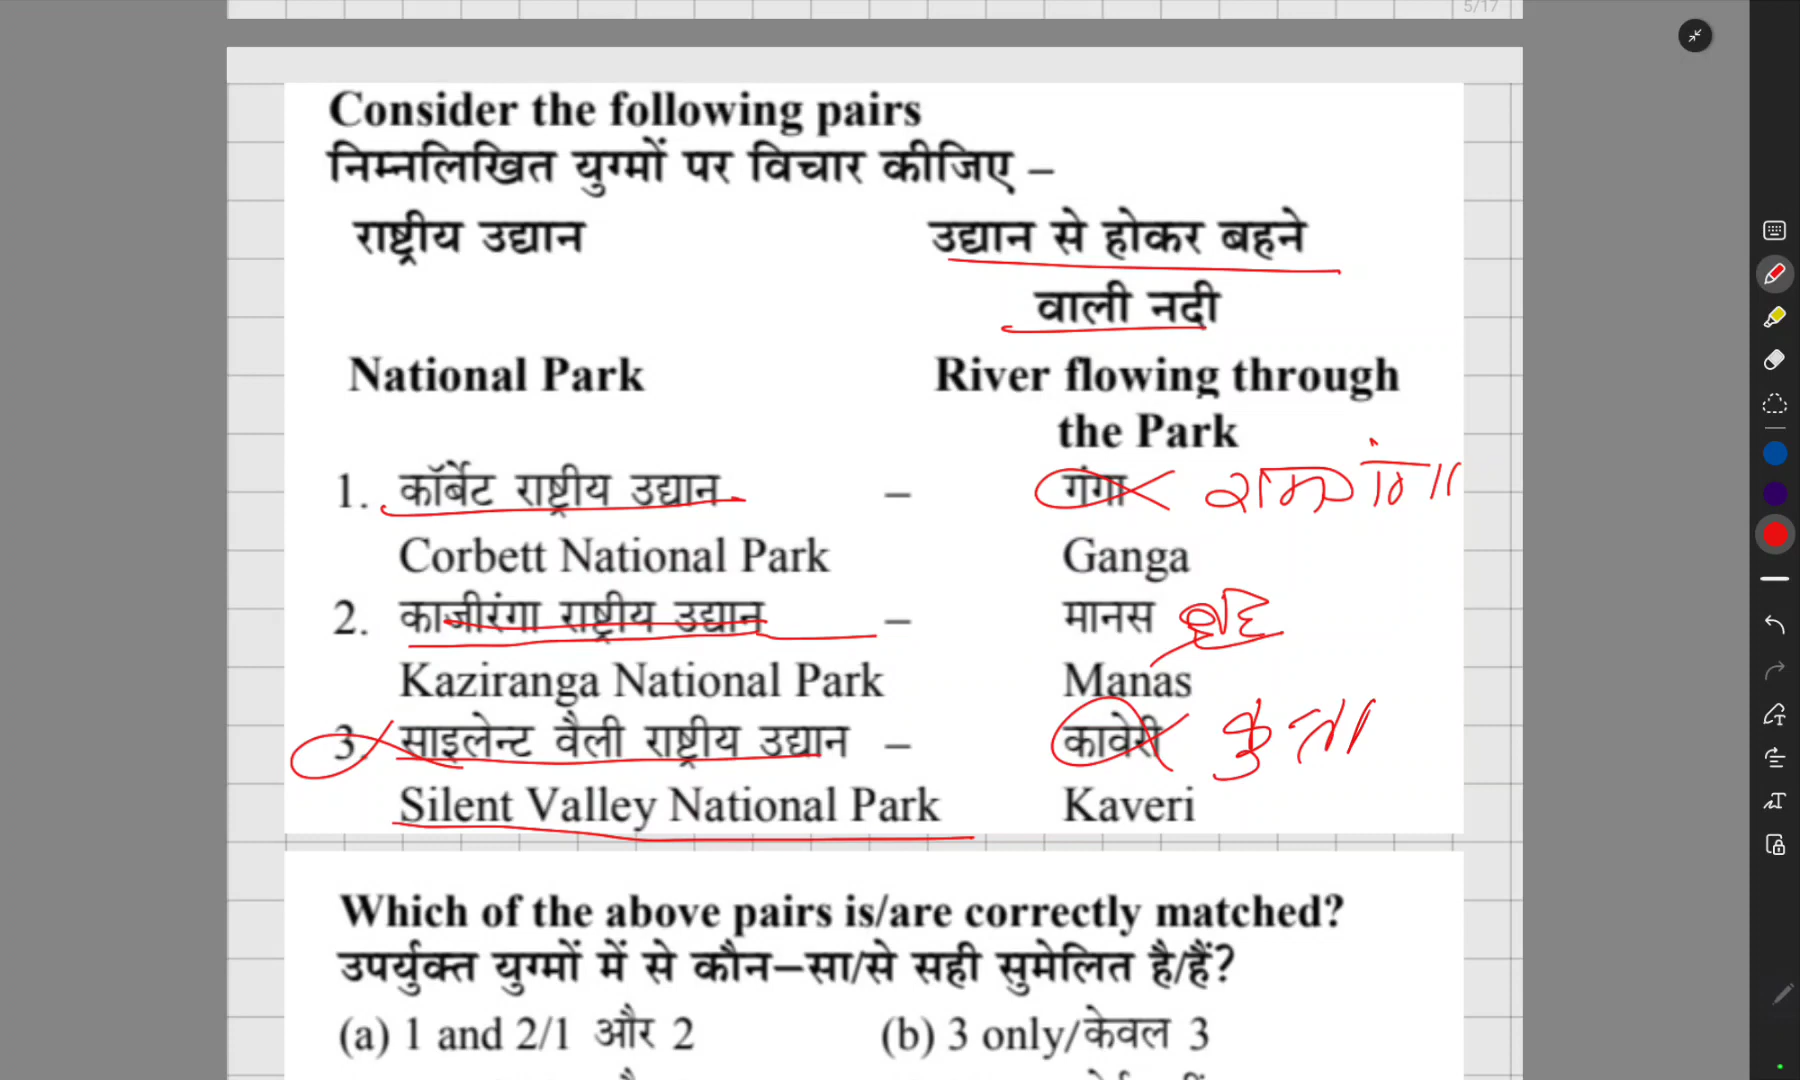 5/17
Consider the following pairs
निम्नलिखित युग्मों पर विचार कीजिए –
राष्ट्रीय उद्यान उद्यान से होकर बहने
वाली नदी
National Park River flowing through
the Park
1. कॉर्बेट राष्ट्रीय उद्यान – गंगा
Corbett National Park Ganga
2. काजीरंगा राष्ट्रीय उद्यान – मानस
Kaziranga National Park Manas
3. साइलेन्ट वैली राष्ट्रीय उद्यान – कावेरी
Silent Valley National Park Kaveri
Which of the above pairs is/are correctly matched?
उपर्युक्त युग्मों में से कौन–सा/से सही सुमेलित है/हैं?
(a) 1 and 2/1 और 2 (b) 3 only/केवल 3